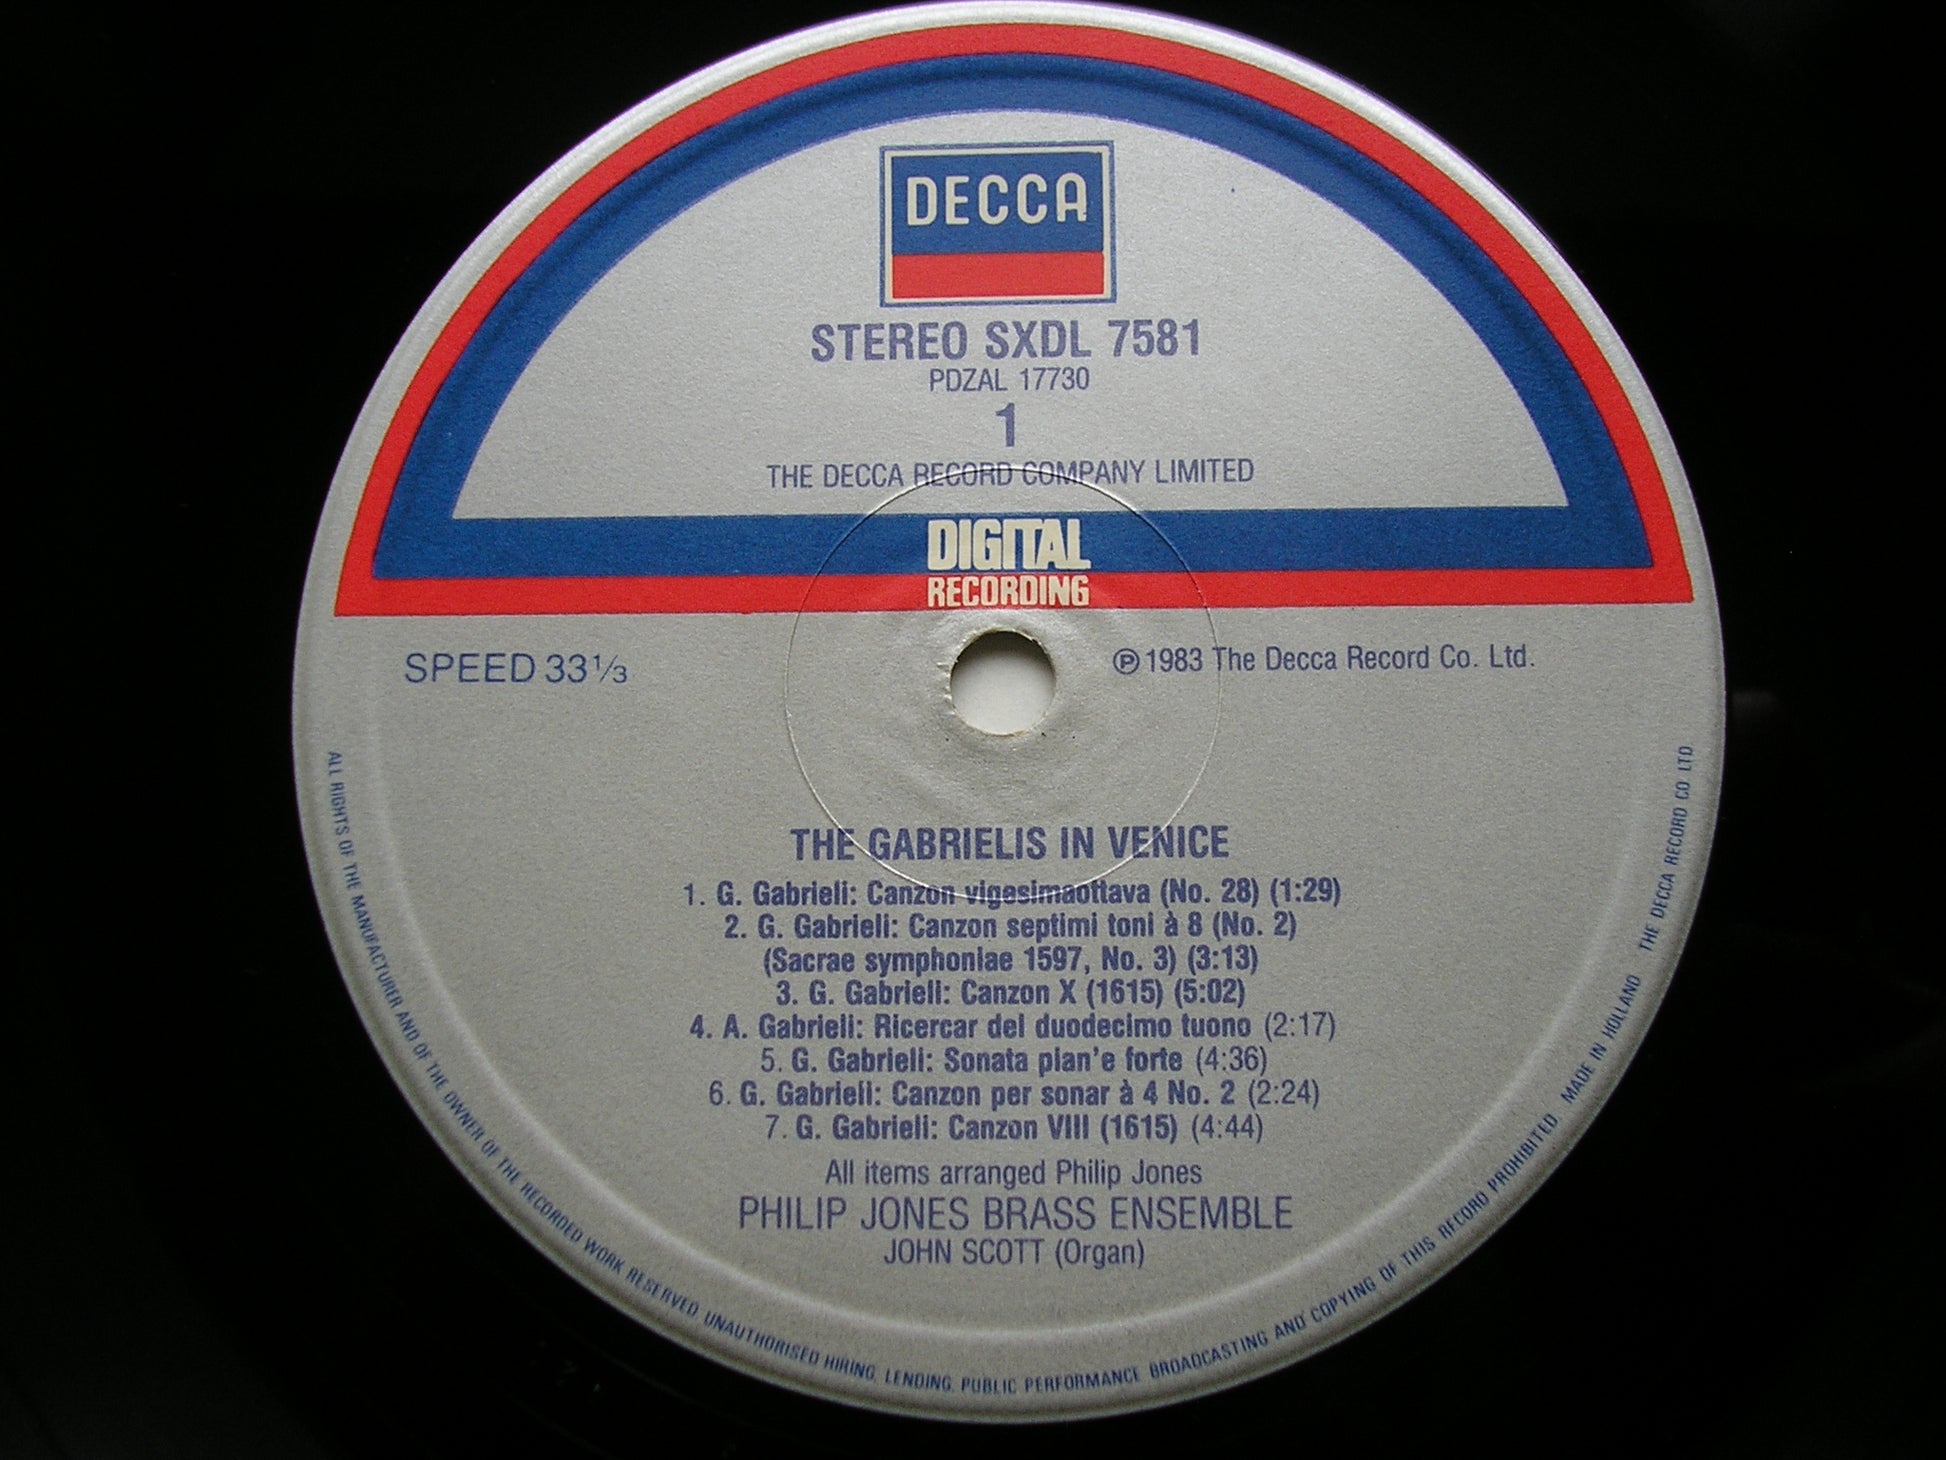 DECCA
STEREO SXDL 7581
PDZAL 17730
1
THE DECCA RECORD COMPANY LIMITED
DIGITAL
RECORDING
SPEED 33⅓
℗ 1983 The Decca Record Co. Ltd.
THE GABRIELIS IN VENICE
1. G. Gabrieli: Canzon vigesimaottava (No. 28) (1:29)
2. G. Gabrieli: Canzon septimi toni à 8 (No. 2)
(Sacrae symphoniae 1597, No. 3) (3:13)
3. G. Gabrieli: Canzon X (1615) (5:02)
4. A. Gabrieli: Ricercar del duodecimo tuono (2:17)
5. G. Gabrieli: Sonata pian'e forte (4:36)
6. G. Gabrieli: Canzon per sonar à 4 No. 2 (2:24)
7. G. Gabrieli: Canzon VIII (1615) (4:44)
All items arranged Philip Jones
PHILIP JONES BRASS ENSEMBLE
JOHN SCOTT (Organ)
ALL RIGHTS OF THE MANUFACTURER AND OF THE OWNER OF THE RECORDED WORK RESERVED. UNAUTHORISED HIRING, LENDING, PUBLIC PERFORMANCE BROADCASTING AND COPYING OF THIS RECORD PROHIBITED MADE IN HOLLAND THE DECCA RECORD CO LTD